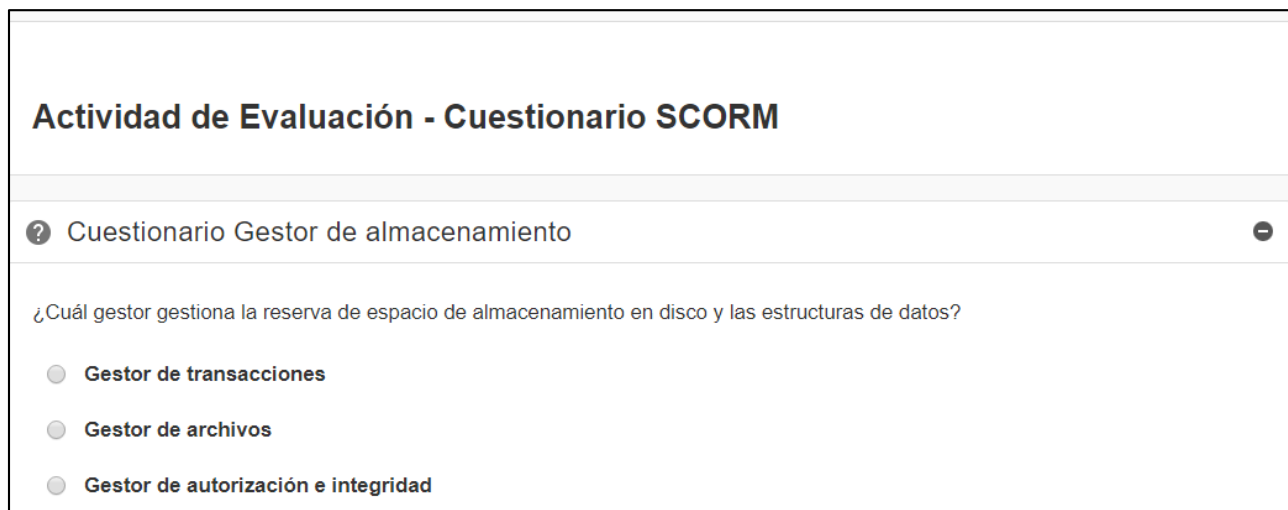 Actividad de Evaluación - Cuestionario SCORM
Cuestionario Gestor de almacenamiento
¿Cuál gestor gestiona la reserva de espacio de almacenamiento en disco y las estructuras de datos?
Gestor de transacciones
Gestor de archivos
Gestor de autorización e integridad